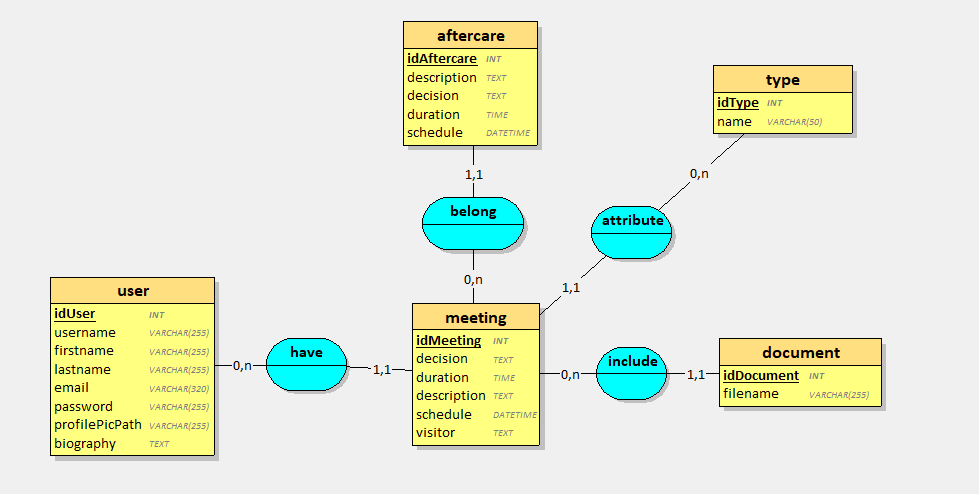 aftercare
idAftercare INT
description TEXT
decision TEXT
duration TIME
schedule DATETIME
type
idType INT
name VARCHAR(50)
1,1
0,n
belong
attribute
0,n
1,1
user
idUser INT
username VARCHAR(255)
firstname VARCHAR(255)
lastname VARCHAR(255)
email VARCHAR(320)
password VARCHAR(255)
profilePicPath VARCHAR(255)
biography TEXT
0,n
have
1,1
meeting
idMeeting INT
decision TEXT
duration TIME
description TEXT
schedule DATETIME
visitor TEXT
0,n
include
1,1
document
idDocument INT
filename VARCHAR(255)